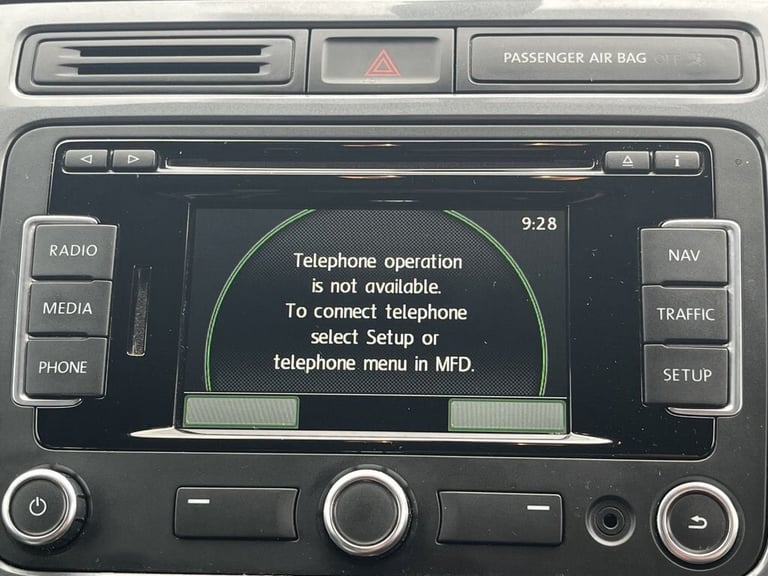 PASSENGER AIR BAG OFF
9:28
Telephone operation
is not available.
To connect telephone
select Setup or
telephone menu in MFD.
RADIO
MEDIA
PHONE
NAV
TRAFFIC
SETUP
i